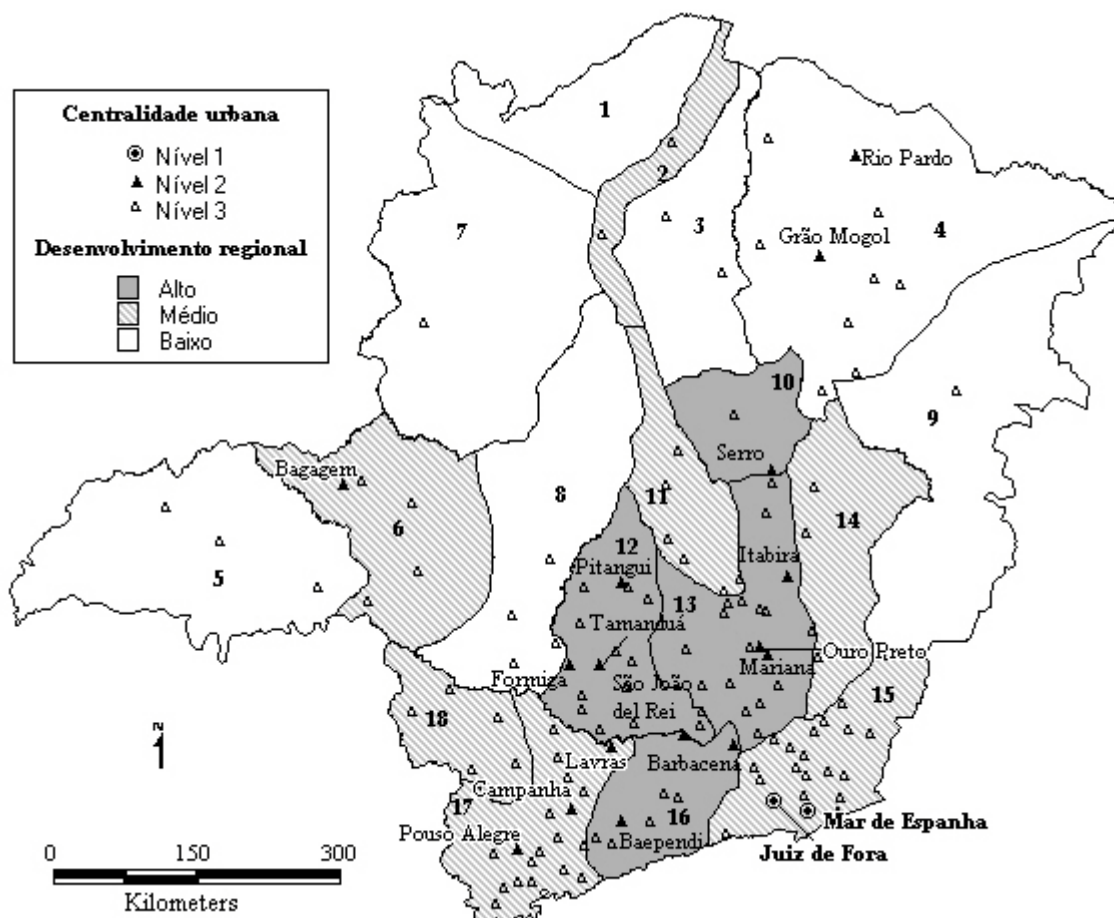 Centralidade urbana
Nível 1
Nível 2
Nível 3
Desenvolvimento regional
Alto
Médio
Baixo
1
2
3
4
Rio Pardo
Grão Mogol
7
10
9
Serro
Bagagem
6
5
8
11
14
12
Pitangui
Itabira
13
Tamanduá
Ouro Preto
Mariana
Formiga
São João
del Rei
15
18
N
Lavras
Barbacena
Campanha
17
16
Pouso Alegre
Baependi
Mar de Espanha
Juiz de Fora
0 150 300
Kilometers